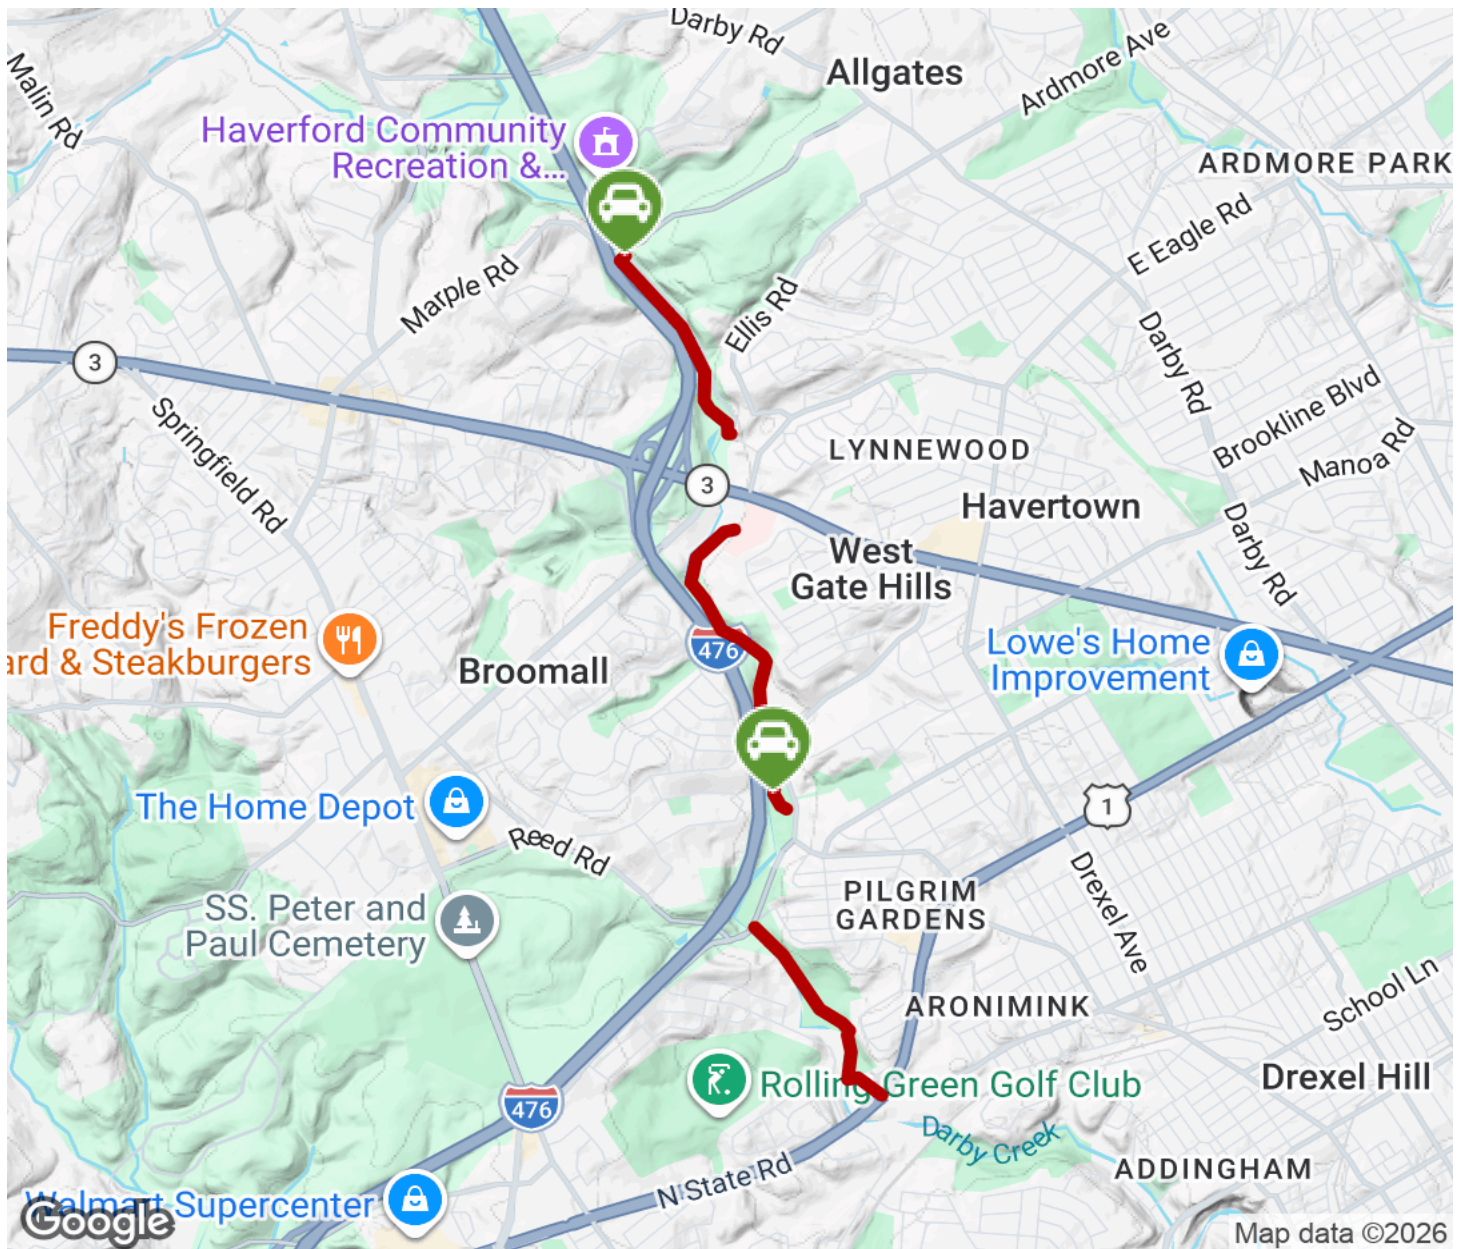 Darby Rd
Allgates
Ardmore Ave
Malin Rd
Haverford Community
Recreation &...
ARDMORE PARK
E Eagle Rd
Marple Rd
Ellis Rd
Darby Rd
3
Springfield Rd
Brookline Blvd
Manoa Rd
LYNNEWOOD
3
Havertown
Darby Rd
West
Gate Hills
Freddy's Frozen
ard & Steakburgers
476
Broomall
Lowe's Home
Improvement
The Home Depot
1
Reed Rd
Drexel Ave
SS. Peter and
Paul Cemetery
PILGRIM
GARDENS
School Ln
ARONIMINK
Rolling Green Golf Club
Drexel Hill
476
Darby Creek
N State Rd
ADDINGHAM
Walmart Supercenter
Google
Map data ©2026